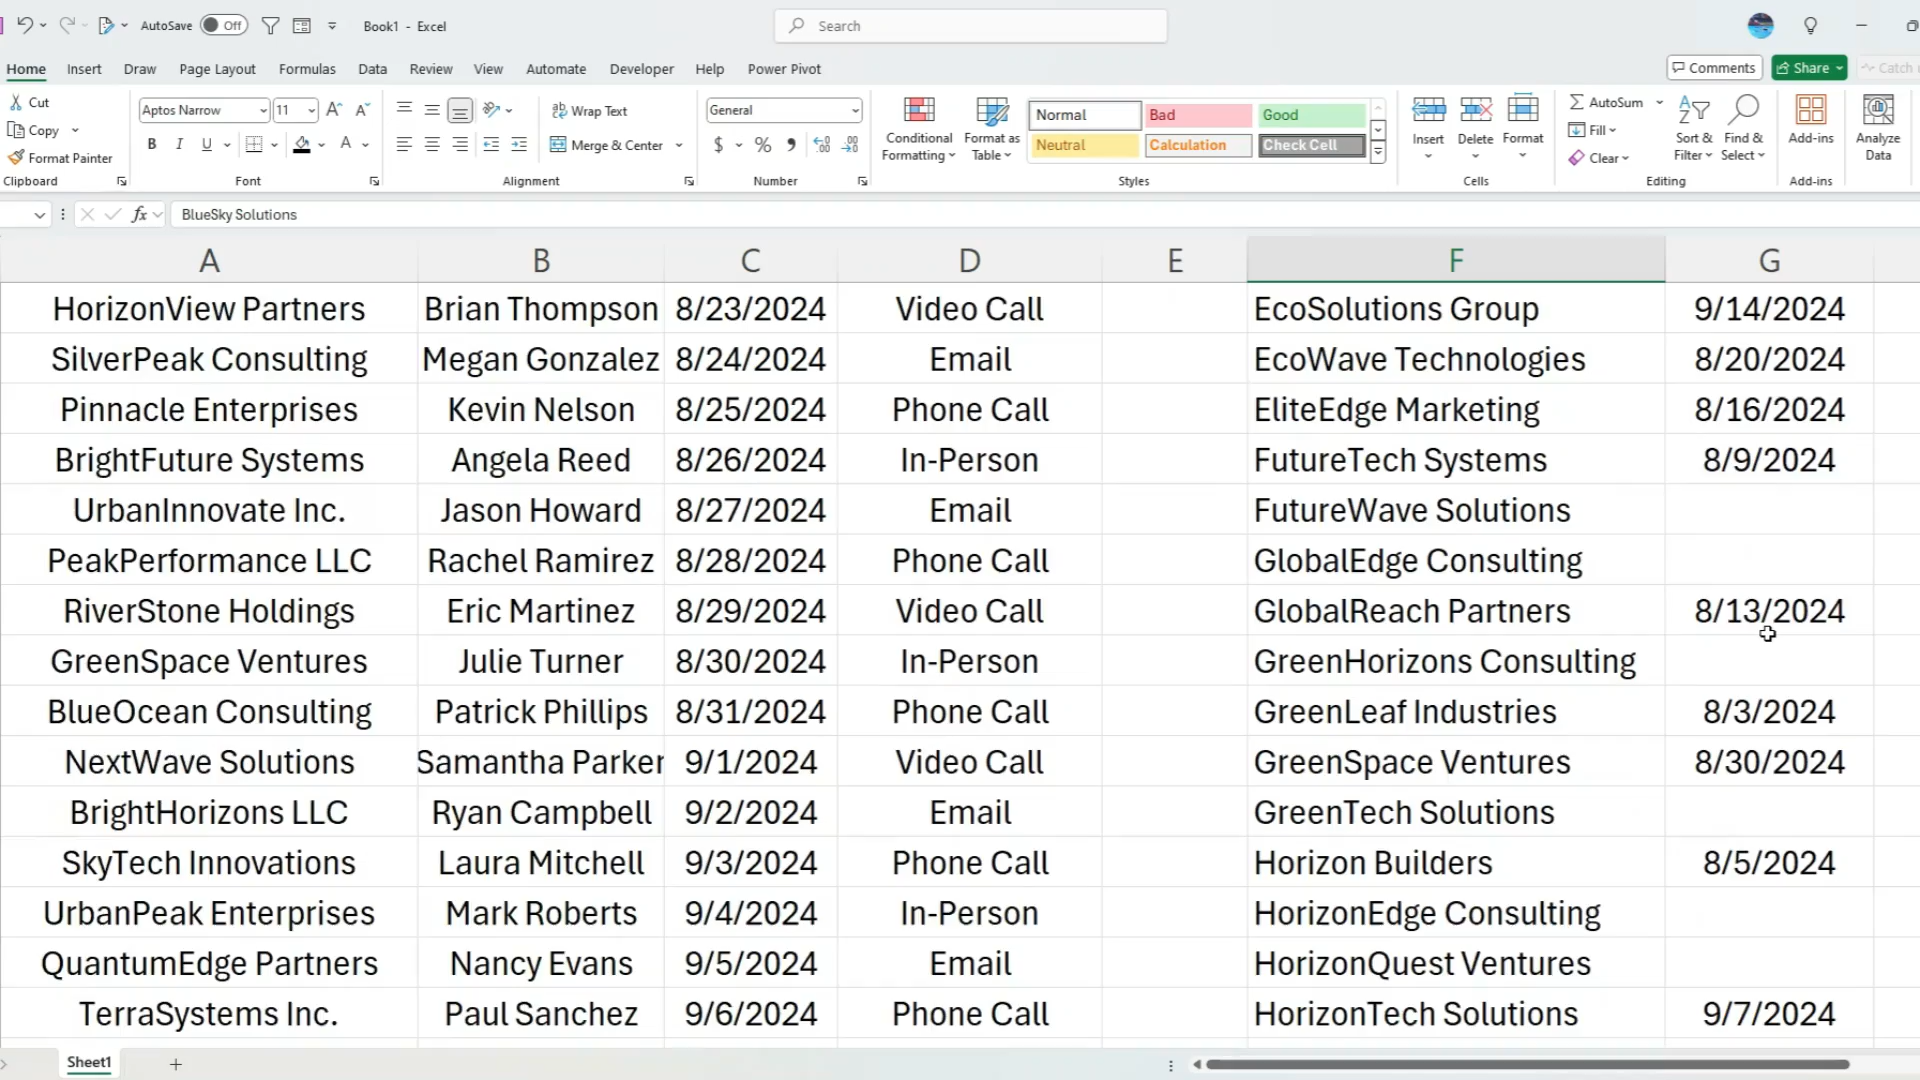 AutoSave Off Book1 - Excel Search
Home Insert Draw Page Layout Formulas Data Review View Automate Developer Help Power Pivot Comments Share Catch
Cut Aptos Narrow 11 Wrap Text General Normal Bad Good AutoSum
Copy Fill
Format Painter B I U A Merge & Center $ % Conditional Formatting Format as Table Neutral Calculation Check Cell Insert Delete Format Clear Sort & Filter Find & Select Add-ins Analyze Data
Clipboard Font Alignment Number Styles Cells Editing Add-ins
fx BlueSky Solutions
A B C D E F G
HorizonView Partners Brian Thompson 8/23/2024 Video Call EcoSolutions Group 9/14/2024
SilverPeak Consulting Megan Gonzalez 8/24/2024 Email EcoWave Technologies 8/20/2024
Pinnacle Enterprises Kevin Nelson 8/25/2024 Phone Call EliteEdge Marketing 8/16/2024
BrightFuture Systems Angela Reed 8/26/2024 In-Person FutureTech Systems 8/9/2024
UrbanInnovate Inc. Jason Howard 8/27/2024 Email FutureWave Solutions
PeakPerformance LLC Rachel Ramirez 8/28/2024 Phone Call GlobalEdge Consulting
RiverStone Holdings Eric Martinez 8/29/2024 Video Call GlobalReach Partners 8/13/2024
GreenSpace Ventures Julie Turner 8/30/2024 In-Person GreenHorizons Consulting
BlueOcean Consulting Patrick Phillips 8/31/2024 Phone Call GreenLeaf Industries 8/3/2024
NextWave Solutions Samantha Parker 9/1/2024 Video Call GreenSpace Ventures 8/30/2024
BrightHorizons LLC Ryan Campbell 9/2/2024 Email GreenTech Solutions
SkyTech Innovations Laura Mitchell 9/3/2024 Phone Call Horizon Builders 8/5/2024
UrbanPeak Enterprises Mark Roberts 9/4/2024 In-Person HorizonEdge Consulting
QuantumEdge Partners Nancy Evans 9/5/2024 Email HorizonQuest Ventures
TerraSystems Inc. Paul Sanchez 9/6/2024 Phone Call HorizonTech Solutions 9/7/2024
Sheet1